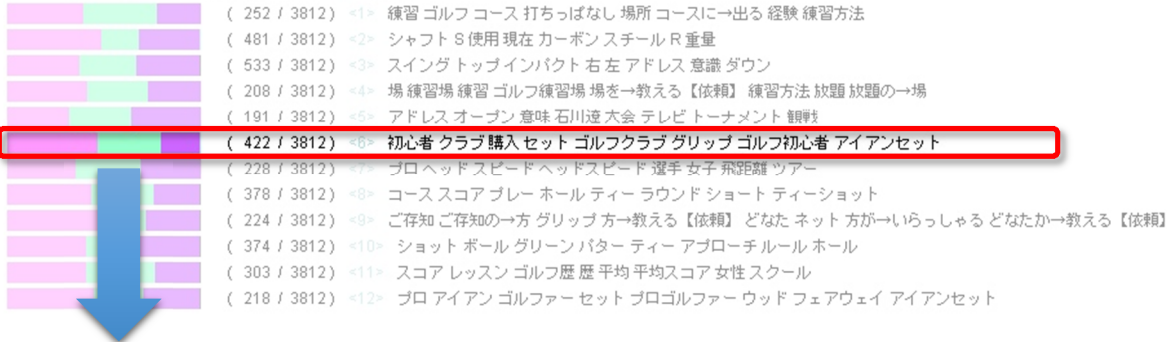 ( 252 / 3812) <1> 練習 ゴルフ コース 打ちっぱなし 場所 コースに→出る 経験 練習方法
( 481 / 3812) <2> シャフト S使用 現在 カーボン スチール R 重量
( 533 / 3812) <3> スイング トップ インパクト 右 左 アドレス 意識 ダウン
( 208 / 3812) <4> 場 練習場 練習 ゴルフ練習場 場を→教える【依頼】 練習方法 放題 放題の→場
( 191 / 3812) <5> アドレス オープン 意味 石川遼 大会 テレビ トーナメント 観戦
( 422 / 3812) <6> 初心者 クラブ 購入 セット ゴルフクラブ グリップ ゴルフ初心者 アイアンセット
( 228 / 3812) <7> プロ ヘッド スピード ヘッドスピード 選手 女子 飛距離 ツアー
( 378 / 3812) <8> コース スコア プレー ホール ティー ラウンド ショート ティーショット
( 224 / 3812) <9> ご存知 ご存知の→方 グリップ 方→教える【依頼】 どなた ネット 方が→いらっしゃる どなたか→教える【依頼】
( 374 / 3812) <10> ショット ボール グリーン パター ティー アプローチ ルール ホール
( 303 / 3812) <11> スコア レッスン ゴルフ歴 歴 平均 平均スコア 女性 スクール
( 218 / 3812) <12> プロ アイアン ゴルファー セット プロゴルファー ウッド フェアウェイ アイアンセット